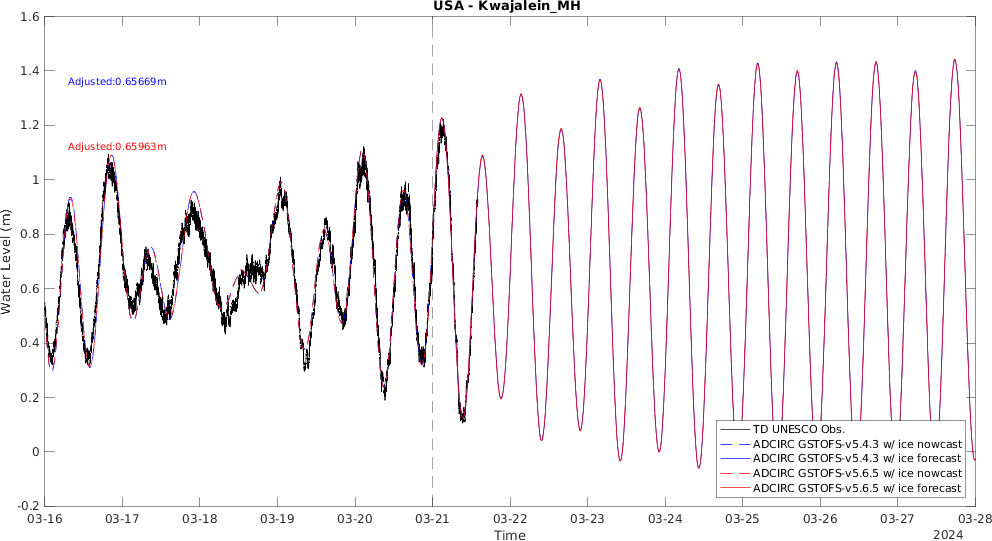 USA - Kwajalein_MH
1.6
1.4
1.2
1
0.8
0.6
0.4
0.2
0
-0.2
Water Level (m)
Adjusted:0.65669m
Adjusted:0.65963m
TD UNESCO Obs.
ADCIRC GSTOFS-v5.4.3 w/ ice nowcast
ADCIRC GSTOFS-v5.4.3 w/ ice forecast
ADCIRC GSTOFS-v5.6.5 w/ ice nowcast
ADCIRC GSTOFS-v5.6.5 w/ ice forecast
03-16 03-17 03-18 03-19 03-20 03-21 03-22 03-23 03-24 03-25 03-26 03-27 03-28
Time
2024